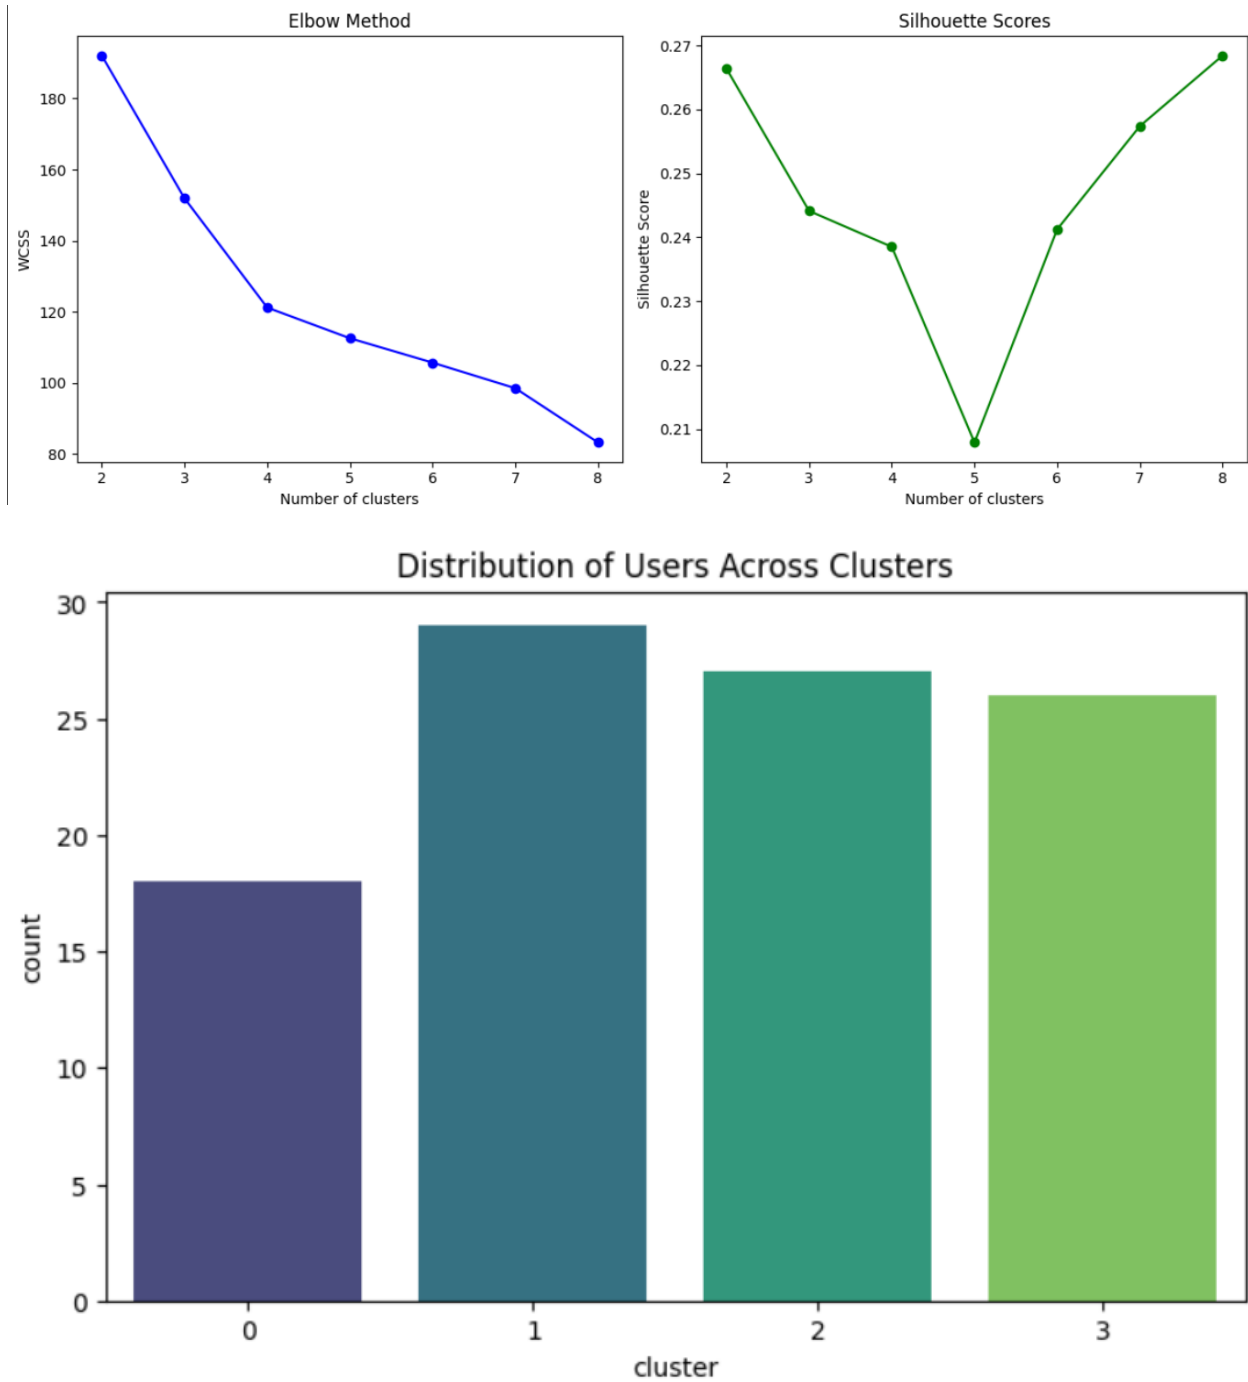 Elbow Method
WCSS
180
160
140
120
100
80
2 3 4 5 6 7 8
Number of clusters
Silhouette Scores
Silhouette Score
0.27
0.26
0.25
0.24
0.23
0.22
0.21
2 3 4 5 6 7 8
Number of clusters
Distribution of Users Across Clusters
count
30
25
20
15
10
5
0
0 1 2 3
cluster